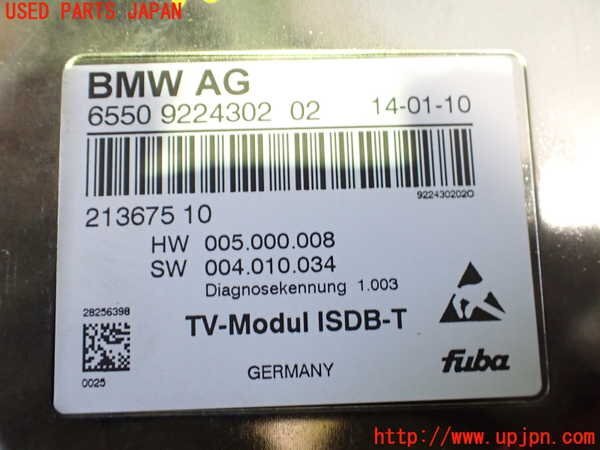 USED PARTS JAPAN
BMW AG
6550 9224302 02 14-01-10
9224302020
213675 10
HW 005.000.008
SW 004.010.034
Diagnosekennung 1.003
28256398
TV-Modul ISDB-T
0025
GERMANY
fuba
http://www.upjpn.com